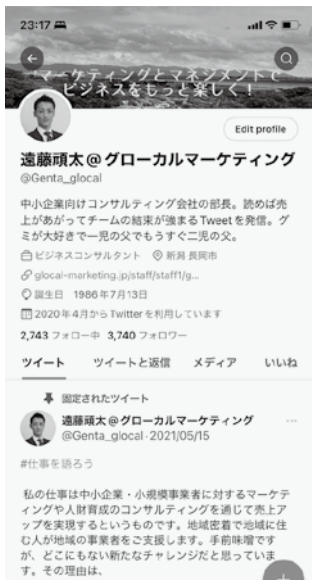 23:17
マーケティングとマネジメントで
ビジネスをもっと楽しく！
Edit profile
遠藤頑太@グローカルマーケティング
@Genta_glocal
中小企業向けコンサルティング会社の部長。読めば売
上があがってチームの結束が強まるTweetを発信。グ
ミが大好きで一児の父でもうすぐ二児の父。
ビジネスコンサルタント 新潟 長岡市
glocal-marketing.jp/staff/staff1/g...
誕生日 1986年7月13日
2020年4月からTwitterを利用しています
2,743 フォロー中 3,740 フォロワー
ツイート ツイートと返信 メディア いいね
固定されたツイート
遠藤頑太@グローカルマーケティング ...
@Genta_glocal・2021/05/15
#仕事を語ろう
私の仕事は中小企業・小規模事業者に対するマーケテ
ィングや人財育成のコンサルティングを通じて売上ア
ップを実現するというものです。地域密着で地域に住
む人が地域の事業者をご支援します。手前味噌です
が、どこにもない新たなチャレンジだと思っていま
す。その理由は、